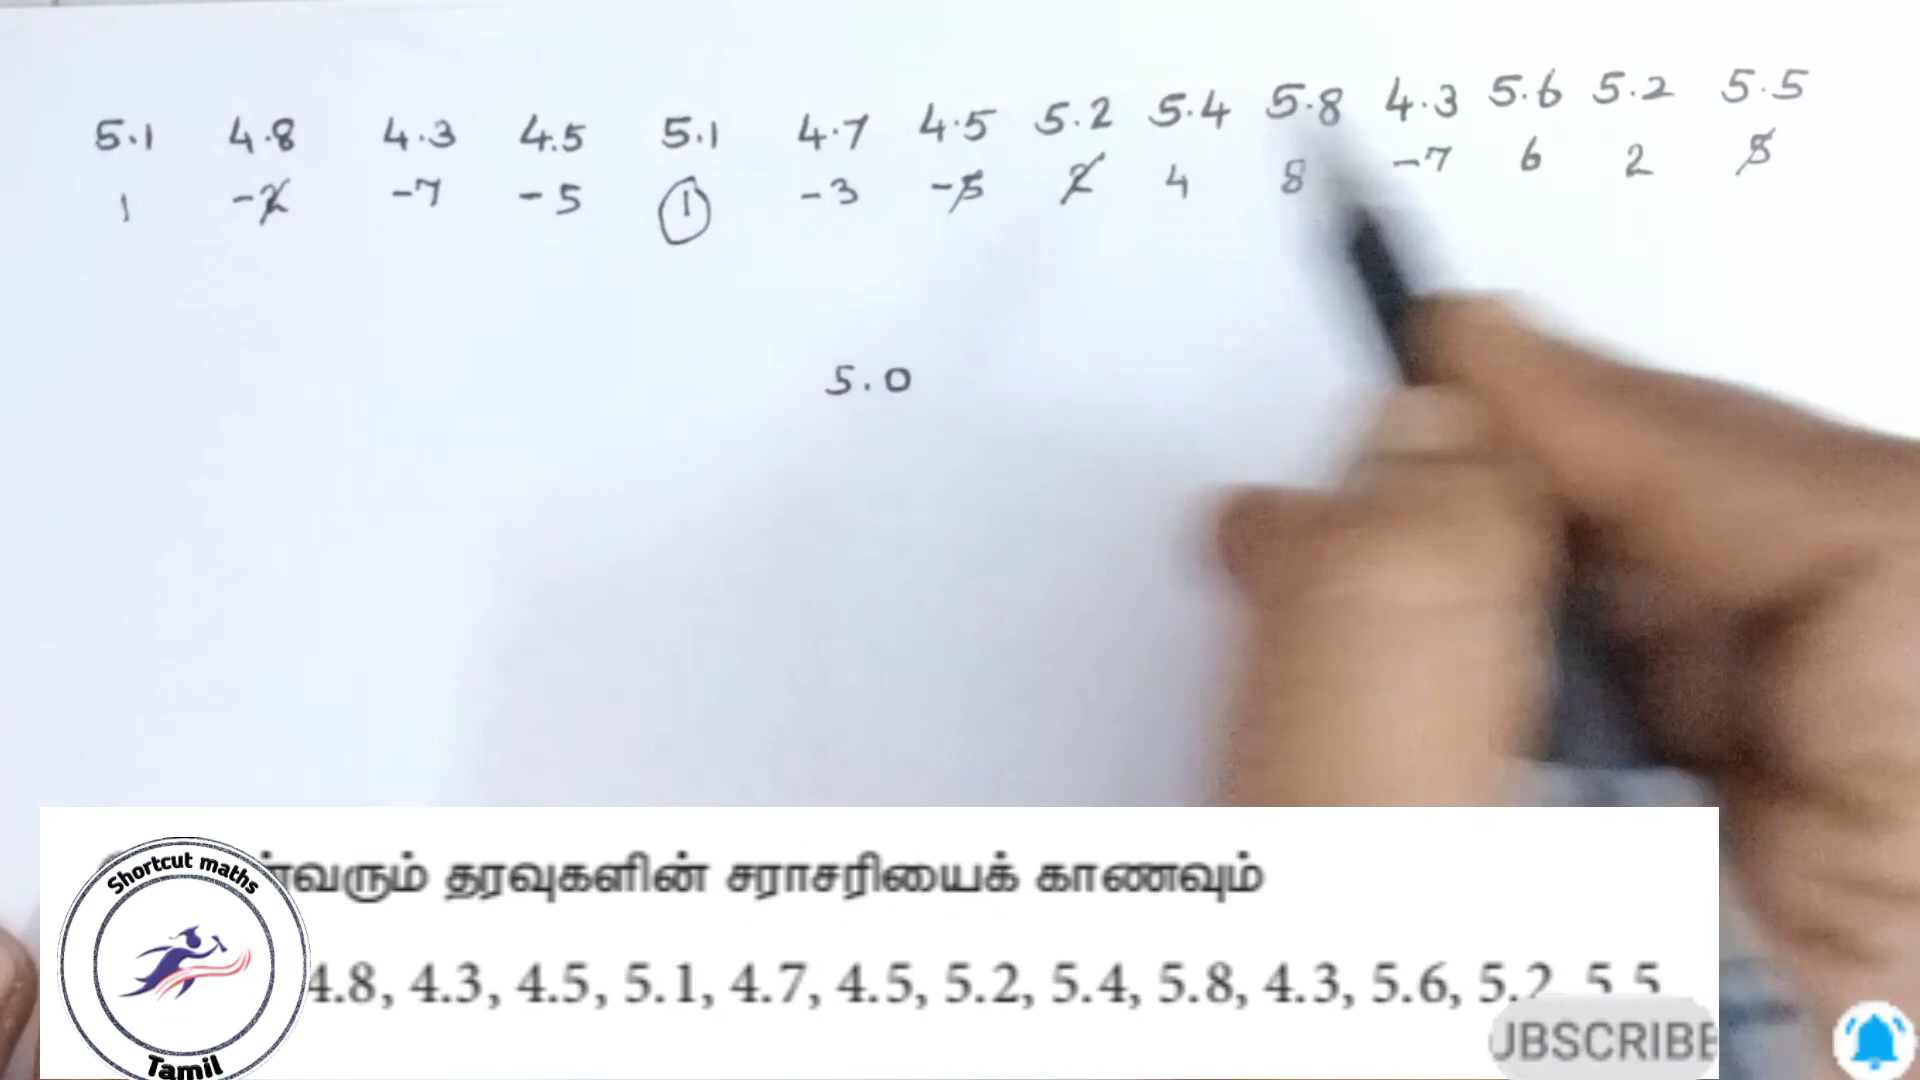 5.1 4.8 4.3 4.5 5.1 4.7 4.5 5.2 5.4 5.8 4.3 5.6 5.2 5.5
1 -2 -7 -5 1 -3 -5 2 4 8 -7 6 2 5
5.0
தரவுகளின் சராசரியைக் காணவும்
4.8, 4.3, 4.5, 5.1, 4.7, 4.5, 5.2, 5.4, 5.8, 4.3, 5.6, 5.2, 5.5
Shortcut maths
Tamil